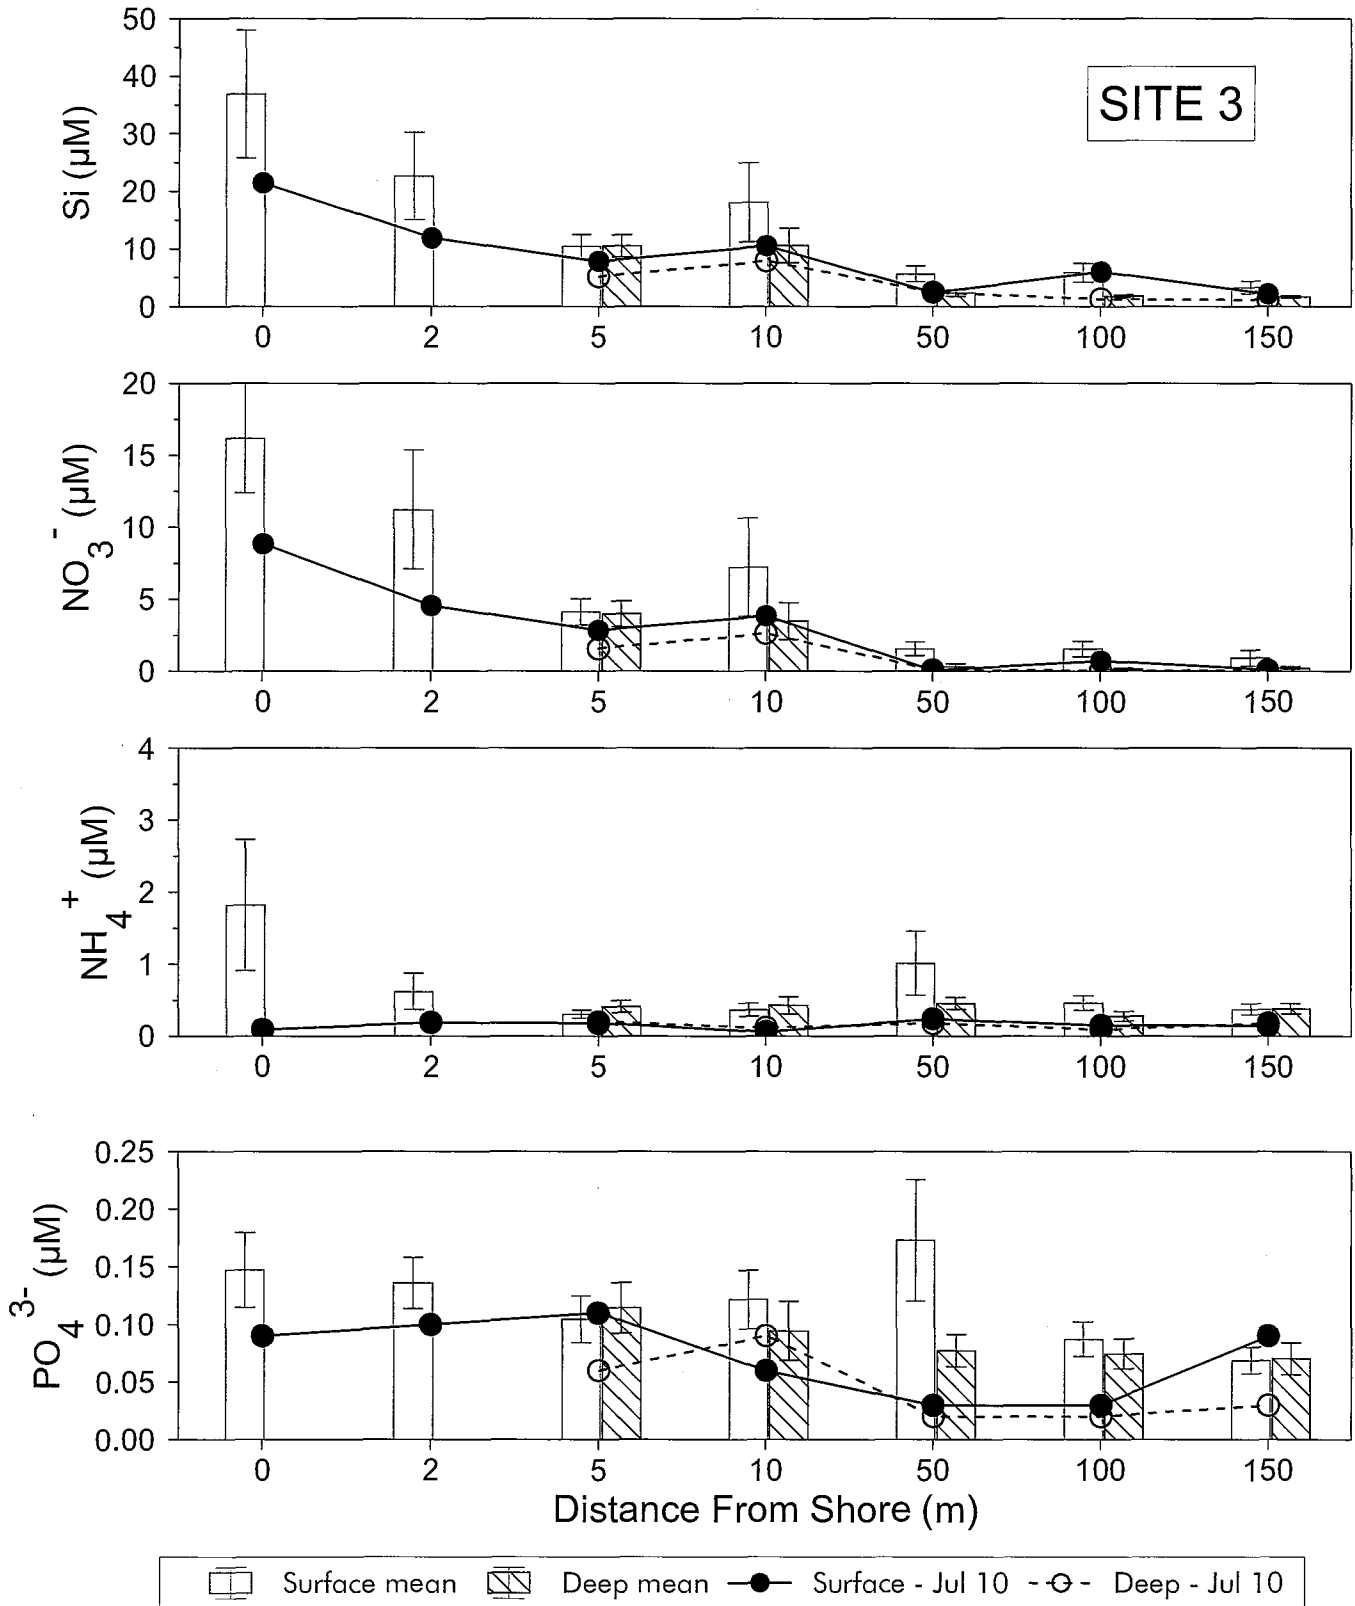 SITE 3
Si (µM)
50
40
30
20
10
0
0 2 5 10 50 100 150
NO3- (µM)
20
15
10
5
0
0 2 5 10 50 100 150
NH4+ (µM)
4
3
2
1
0
0 2 5 10 50 100 150
PO4 3- (µM)
0.25
0.20
0.15
0.10
0.05
0.00
0 2 5 10 50 100 150
Distance From Shore (m)
Surface mean Deep mean Surface - Jul 10 Deep - Jul 10